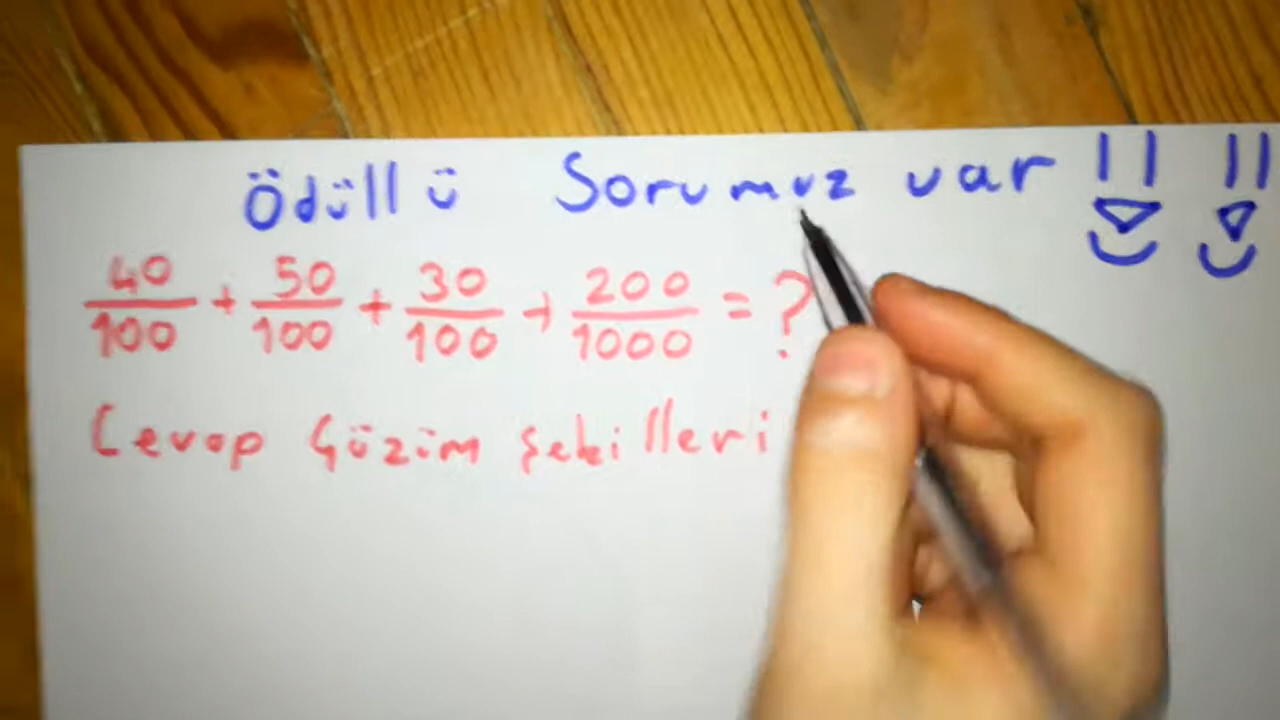 Ödüllü Sorumuz var !! !!
40/100 + 50/100 + 30/100 + 200/1000 = ?
Cevap Çözüm şekilleri